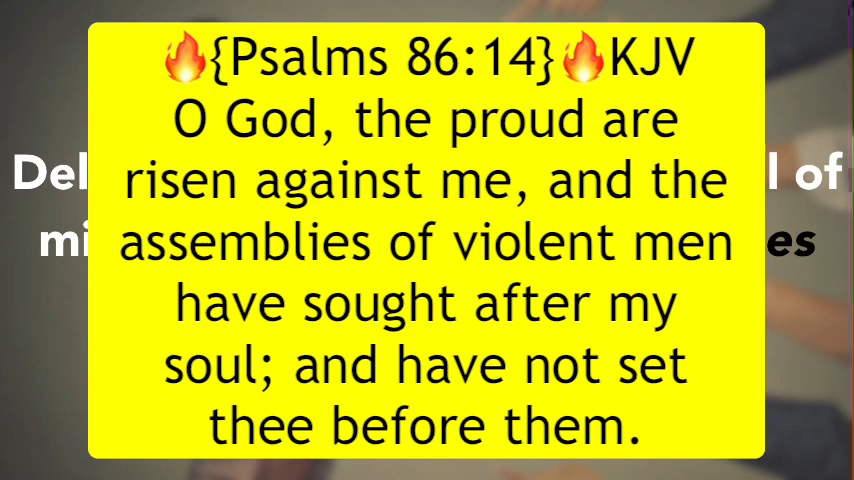 🔥{Psalms 86:14}🔥KJV
O God, the proud are
risen against me, and the
assemblies of violent men
have sought after my
soul; and have not set
thee before them.
of